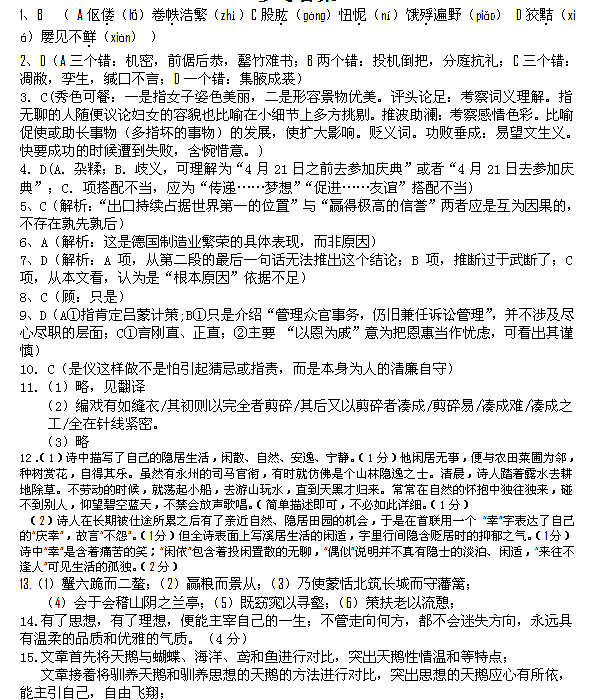 1、B ( A伛偻(lǚ)卷帙浩繁(zhì)C股肱(gōng)忸怩(ní)饿殍遍野(piǎo) D狡黠(xi
á)屡见不鲜(xiān) )
2、D(A三个错：机密，前倨后恭，罄竹难书；B两个错：投机倒把，分庭抗礼；C三个错：
凋敝，孪生，缄口不言；D一个错：集腋成裘)
3. C(秀色可餐：一是指女子姿色美丽，二是形容景物优美。评头论足：考察词义理解。指
无聊的人随便议论妇女的容貌也比喻在小细节上多方挑剔。推波助澜：考察感情色彩。比喻
促使或助长事物（多指坏的事物）的发展，使扩大影响。贬义词。功败垂成：易望文生义。
快要成功的时候遭到失败，含惋惜意。)
4. D(A. 杂糅；B. 歧义，可理解为“4月21日之前去参加庆典”或者“4月21日去参加庆
典”；C. 项搭配不当，应为“传递……梦想”“促进……友谊”搭配不当)
5、C(解析：“出口持续占据世界第一的位置”与“赢得极高的信誉”两者应是互为因果的，
不存在孰先孰后)
6、A(解析：这是德国制造业繁荣的具体表现，而非原因)
7、D(解析：A项，从第二段的最后一句话无法推出这个结论；B项，推断过于武断了；C
项，从本文看，认为是“根本原因”依据不足)
8、C(顾：只是)
9、D(A①指肯定吕蒙计策；B①只是介绍“管理众官事务，仍旧兼任诉讼管理”，并不涉及尽
心尽职的层面；C①言刚直、正直；②主要 “以恩为戚”意为把恩惠当作忧虑，可看出其谨
慎)
10. C(是仪这样做不是怕引起猜忌或指责，而是本身为人的清廉自守)
11.(1)略，见翻译
(2)编戏有如缝衣/其初则以完全者剪碎/其后又以剪碎者凑成/剪碎易/凑成难/凑成之
工/全在针线紧密。
(3)略
12.(1)诗中描写了自己的隐居生活，闲散、自然、安逸、宁静。(1分)他闲居无事，便与农田菜圃为邻，
种树赏花，自得其乐。虽然有永州的司马官衔，有时就仿佛是个山林隐逸之士。清晨，诗人踏着露水去耕
地除草。不劳动的时候，就荡起小船，去游山玩水，直到天黑才归来。常常在自然的怀抱中独往独来，碰
不到别人，仰望碧空蓝天，不禁会放声歌唱。(简单描述即可，不必如此详细。(1分)
(2)诗人在长期被仕途所累之后有了亲近自然、隐居田园的机会，于是在首联用一个 “幸”字表达了自己
的“庆幸”，故言“不怨”。(1分)但全诗表面上写溪居生活的闲适，字里行间隐含贬居时的抑郁之气。(1分)
诗中“幸”是含着痛苦的笑；“闲依”包含着投闲置散的无聊，“偶似”说明并不真有隐士的淡泊、闲适，“来往不
逢人”可见生活的孤独。(2分)
13.(1)蟹六跪而二螯；(2)赢粮而景从；(3)乃使蒙恬北筑长城而守藩篱；
(4)会于会稽山阴之兰亭；(5)既窈窕以寻壑；(6)策扶老以流憩；
14.有了思想，有了理想，便能主宰自己的一生；不管走向何方，都不会迷失方向，永远具
有温柔的品质和优雅的气质。(4分)
15.文章首先将天鹅与蝴蝶、海洋、鸢和鱼进行对比，突出天鹅性情温和等特点；
文章接着将驯养天鹅和驯养思想的天鹅的方法进行对比，突出思想的天鹅应心有所依，
能主引自己，自由飞翔；